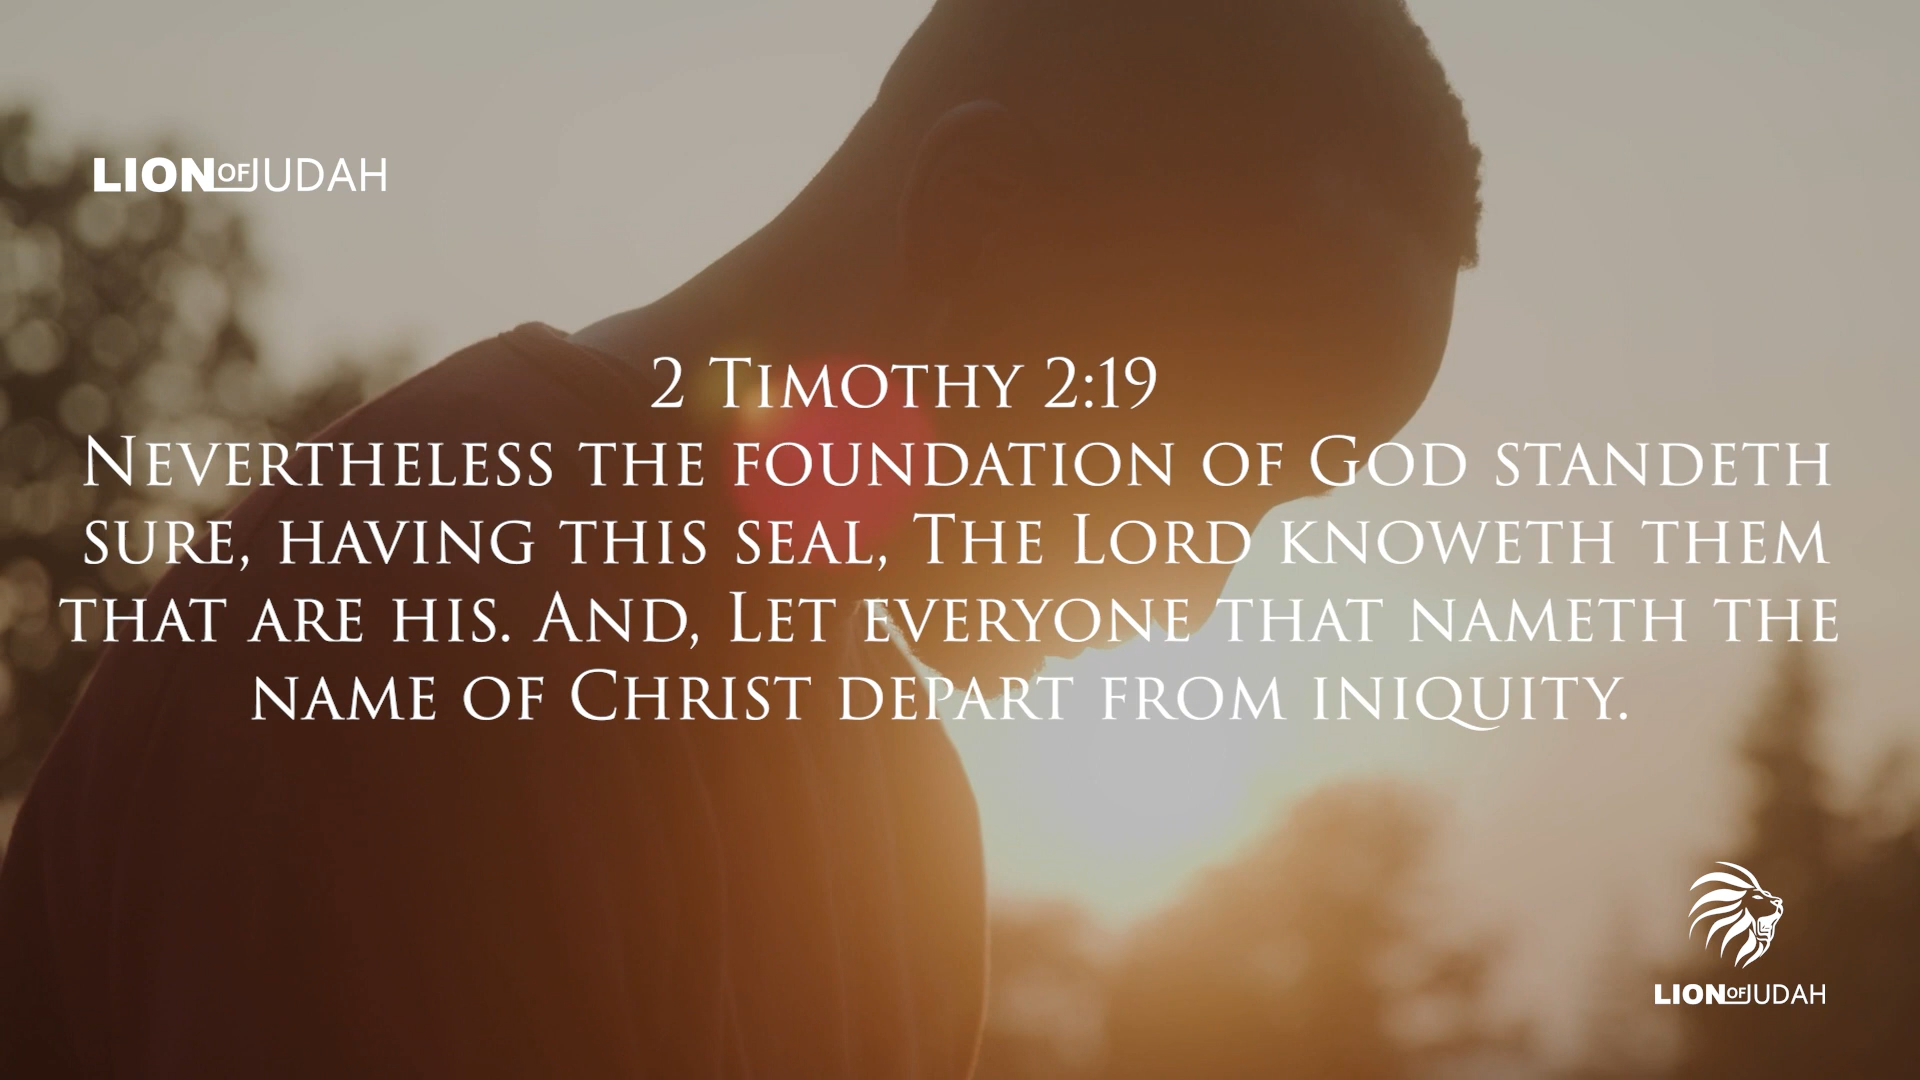 LION OF JUDAH
2 Timothy 2:19
Nevertheless the foundation of God standeth
sure, having this seal, The Lord knoweth them
that are his. And, Let everyone that nameth the
name of Christ depart from iniquity.
LION OF JUDAH